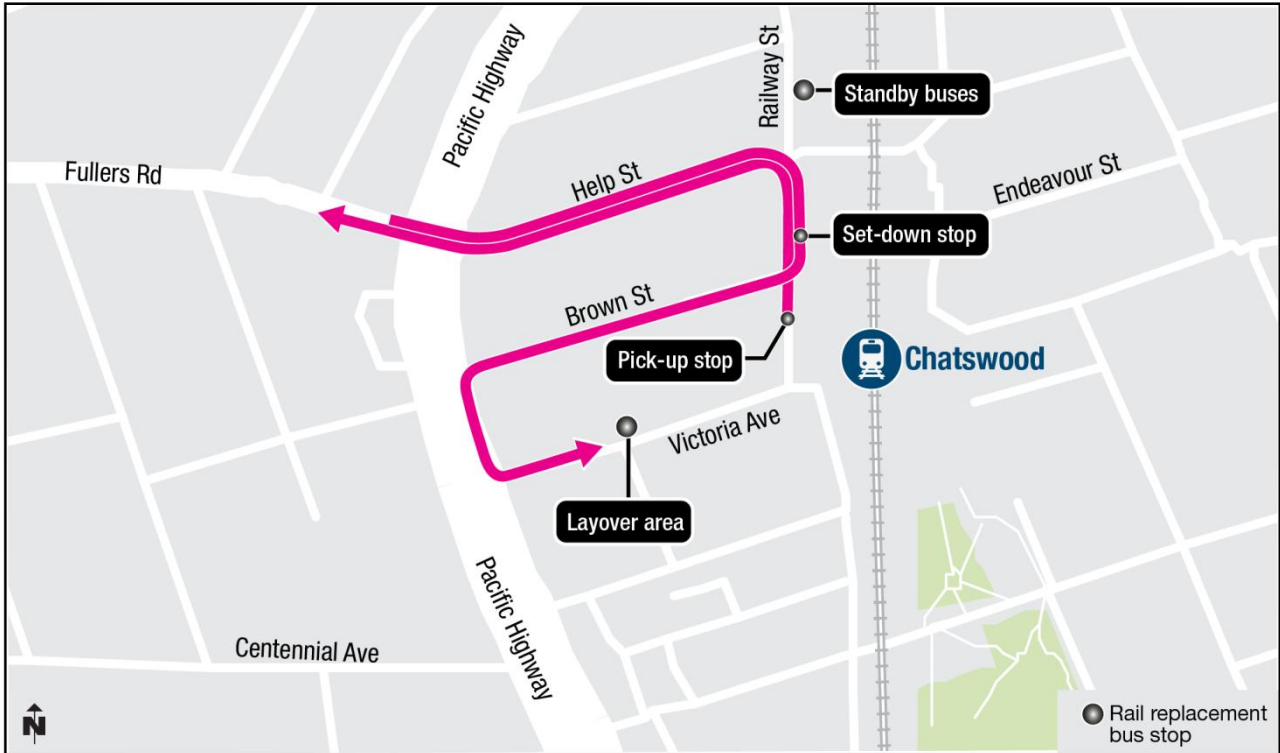 Pacific Highway
Railway St
Standby buses
Fullers Rd
Help St
Endeavour St
Set-down stop
Brown St
Pick-up stop
Chatswood
Victoria Ave
Layover area
Pacific Highway
Centennial Ave
N
Rail replacement
bus stop